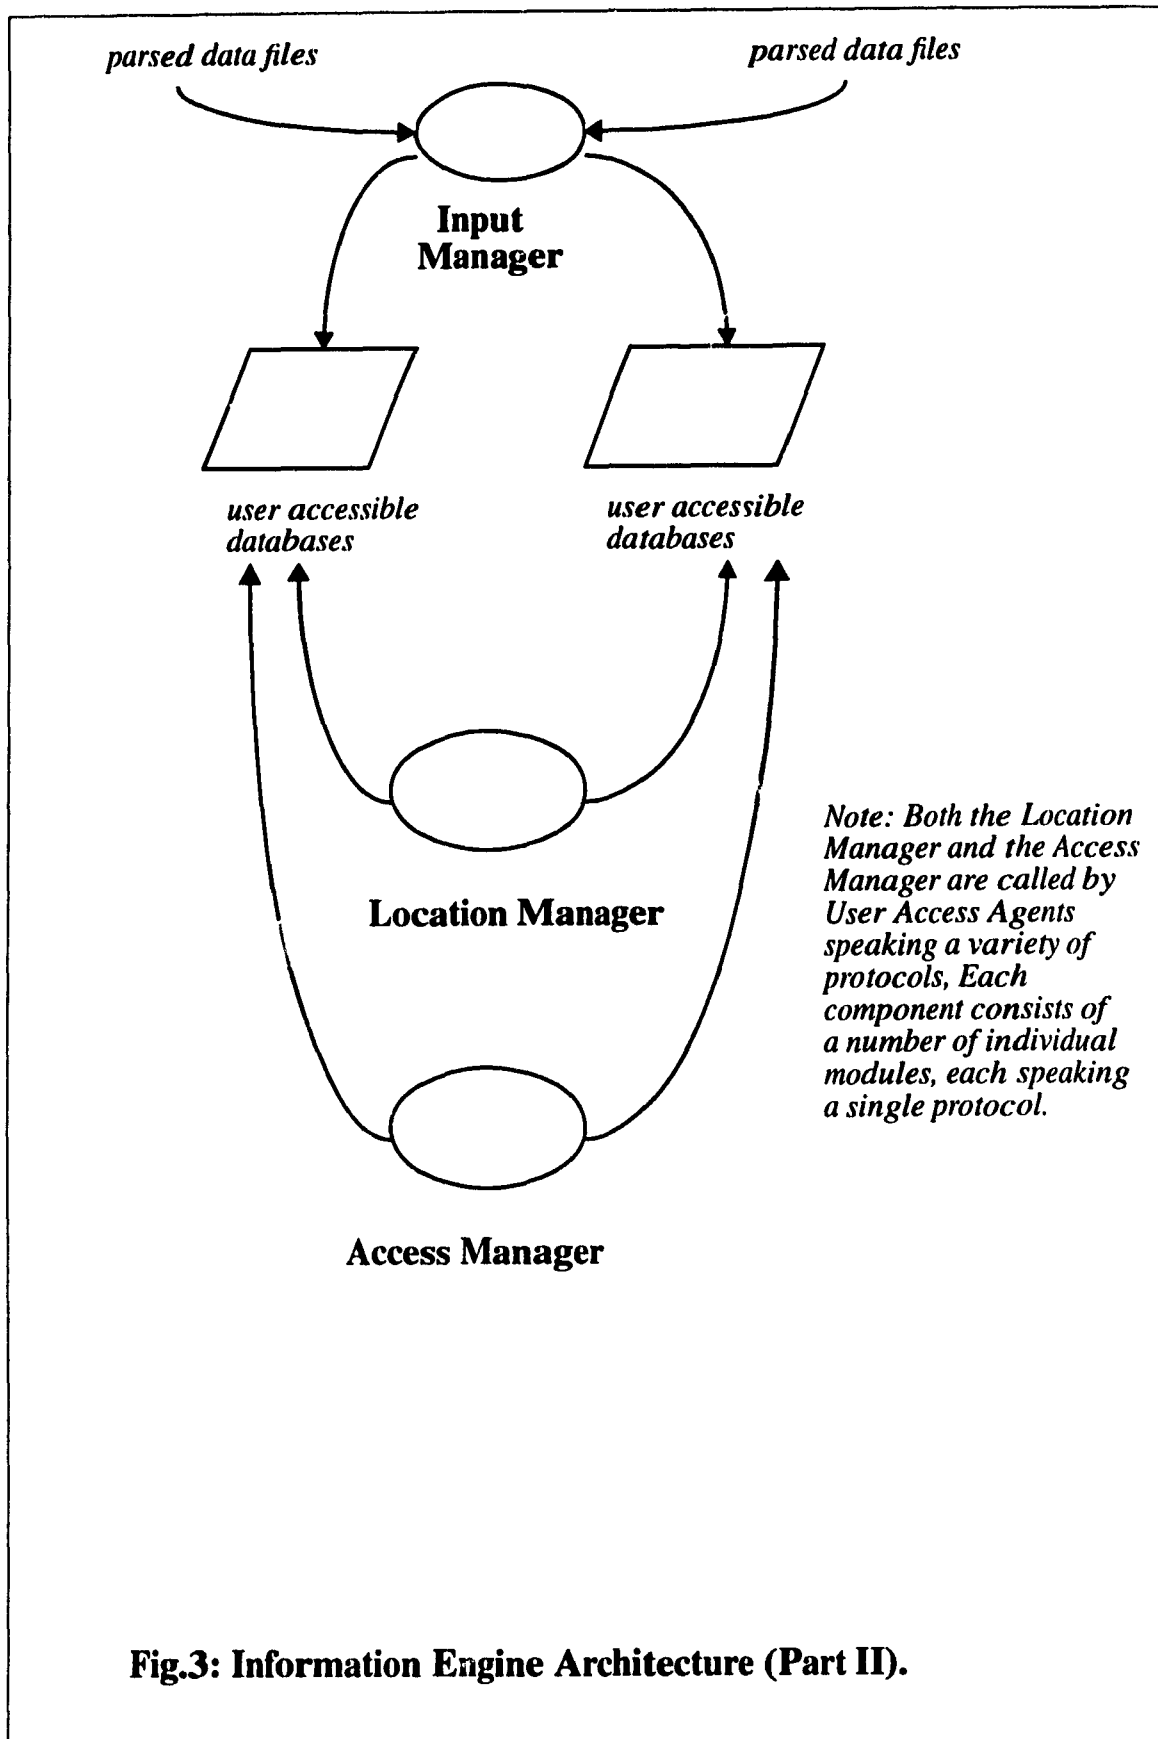 parsed data files
parsed data files
Input
Manager
user accessible
databases
user accessible
databases
Location Manager
Note: Both the Location
Manager and the Access
Manager are called by
User Access Agents
speaking a variety of
protocols, Each
component consists of
a number of individual
modules, each speaking
a single protocol.
Access Manager
Fig.3: Information Engine Architecture (Part II).